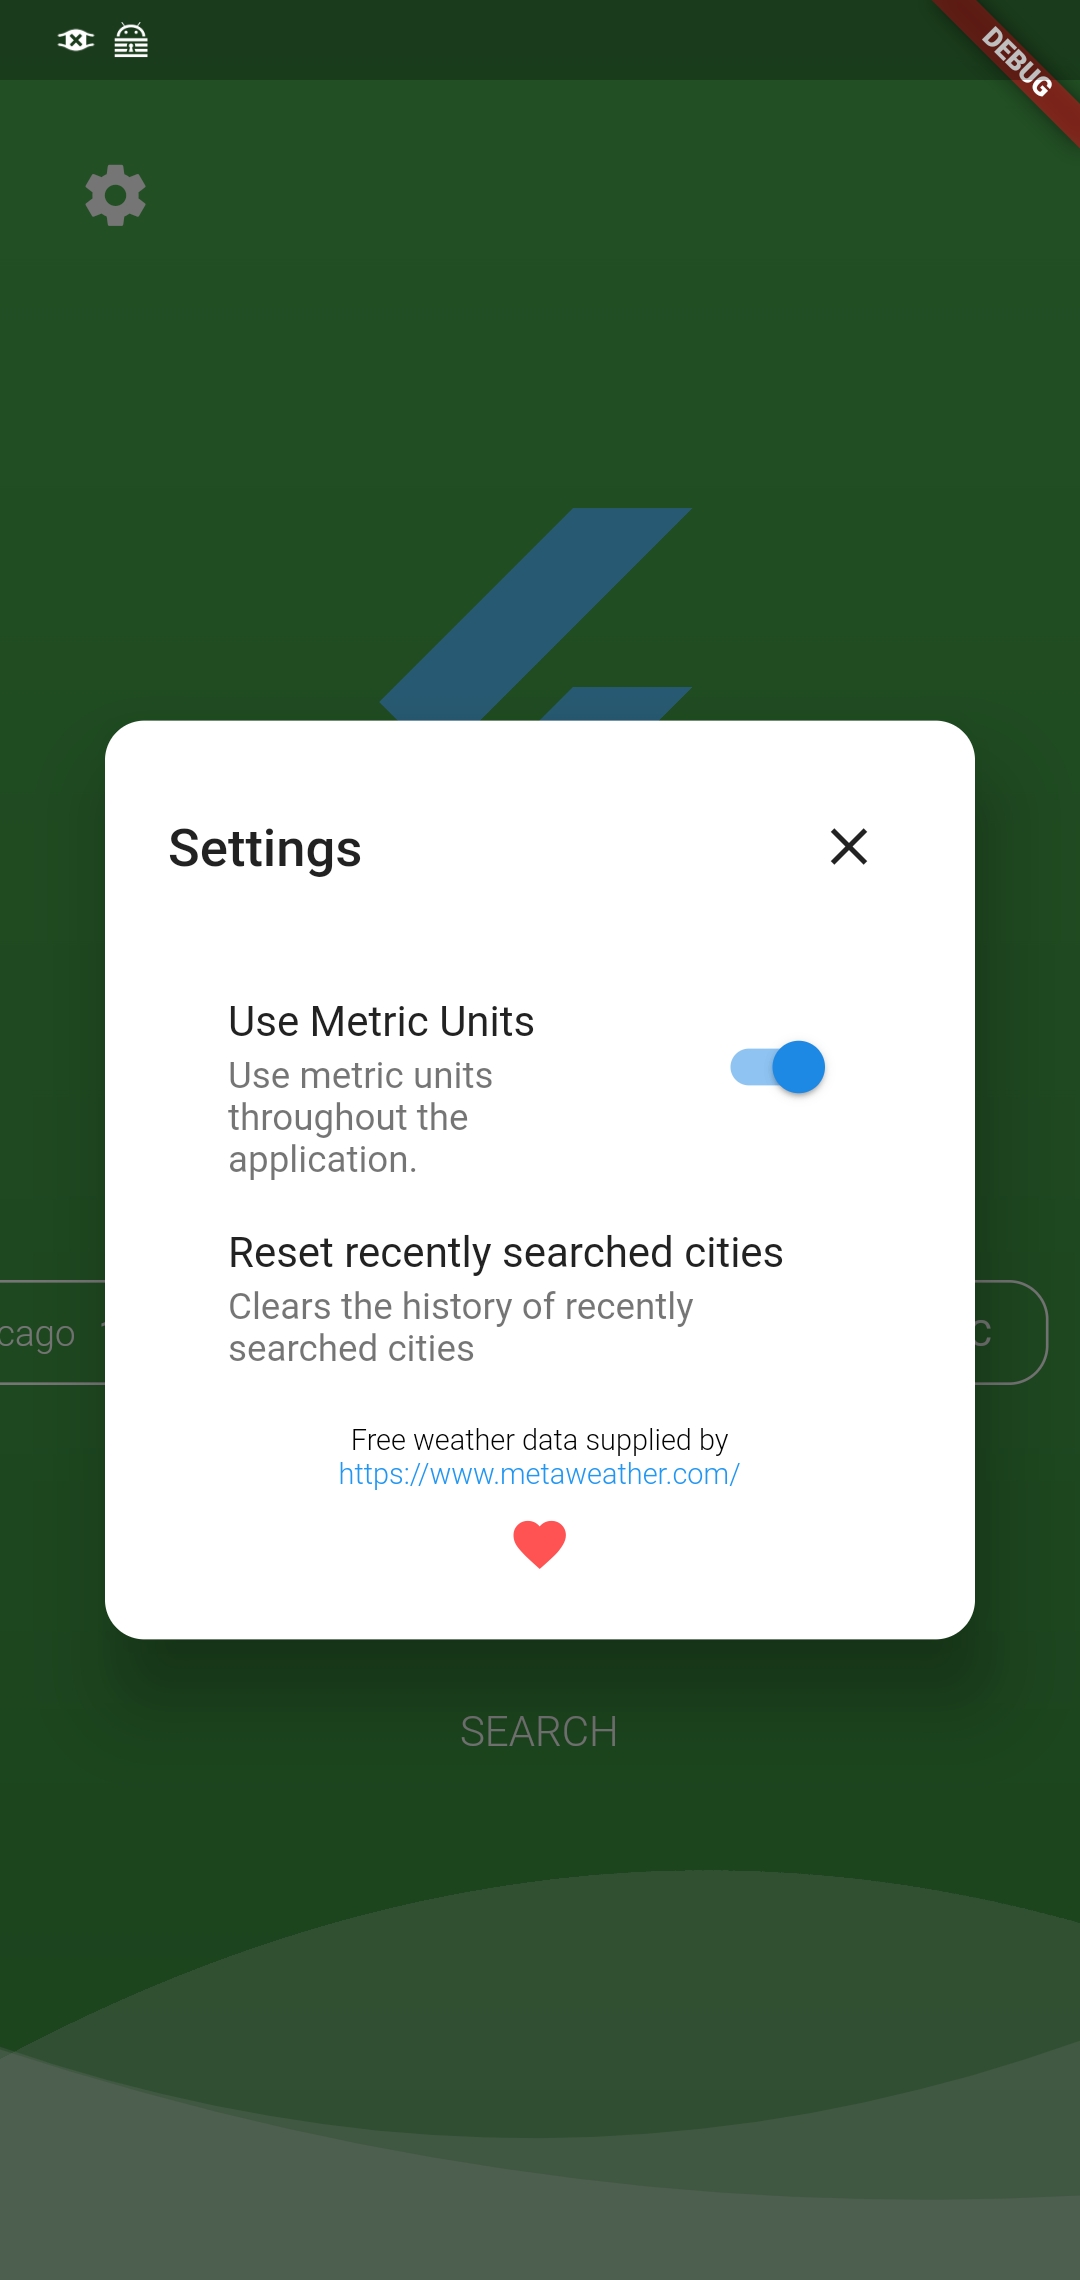 DEBUG
Settings
Use Metric Units
Use metric units
throughout the
application.
Reset recently searched cities
Clears the history of recently
searched cities
cago
C
Free weather data supplied by
https://www.metaweather.com/
SEARCH